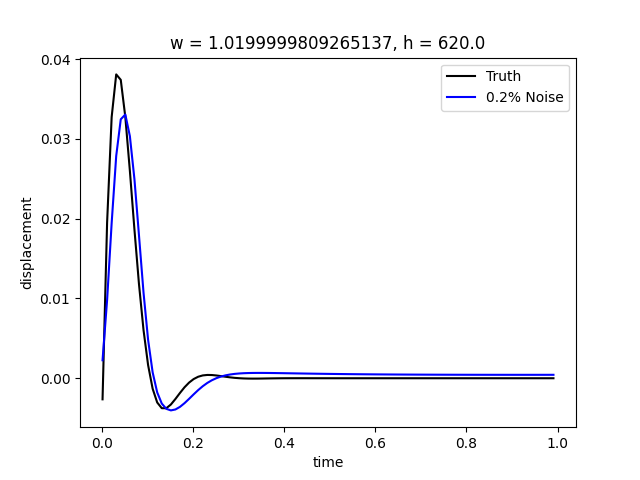 w = 1.0199999809265137, h = 620.0
0.04
0.03
0.02
0.01
0.00
displacement
Truth
0.2% Noise
0.0 0.2 0.4 0.6 0.8 1.0
time